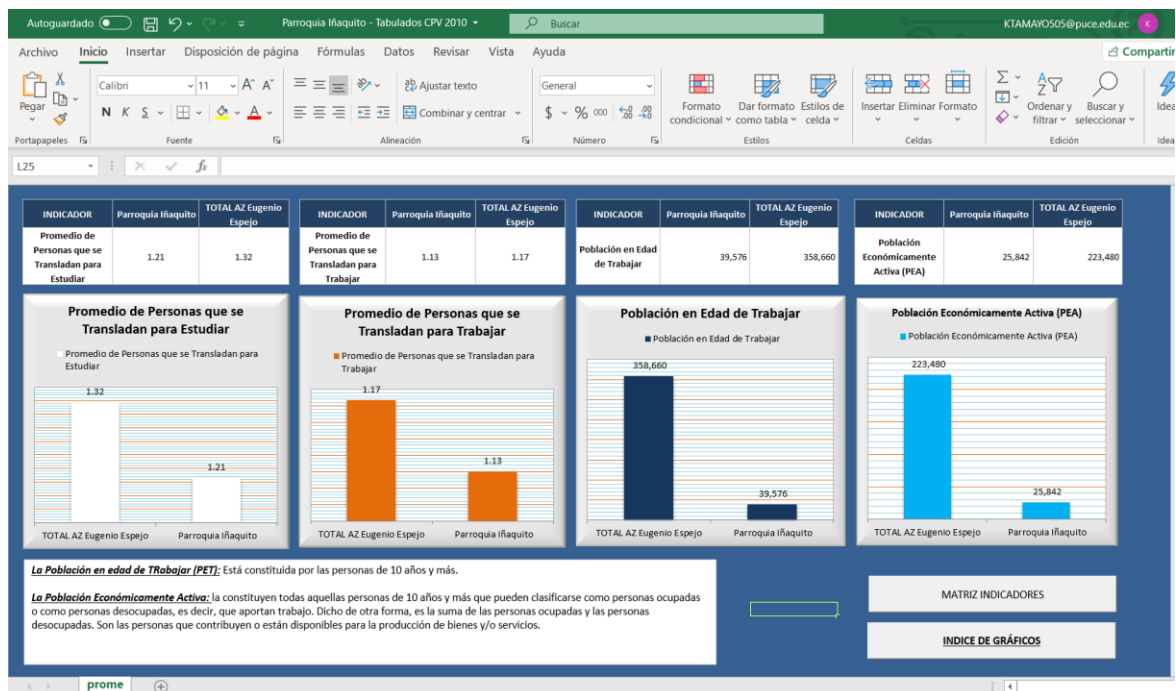 Autoguardado
Parroquia Iñaquito - Tabulados CPV 2010
Buscar
KTAMAYO505@puce.edu.ec
K
Archivo Inicio Insertar Disposición de página Fórmulas Datos Revisar Vista Ayuda
Compartir
Pegar
Calibri 11
N K S
Ajustar texto
Combinar y centrar
General
$ % 000
Formato condicional
Dar formato como tabla
Estilos de celda
Insertar Eliminar Formato
Ordenar y filtrar
Buscar y seleccionar
Idea
Portapapeles Fuente Alineación Número Estilos Celdas Edición Idea
L25
fx
INDICADOR Parroquia Iñaquito TOTAL AZ Eugenio Espejo
Promedio de Personas que se Transladan para Estudiar 1.21 1.32
INDICADOR Parroquia Iñaquito TOTAL AZ Eugenio Espejo
Promedio de Personas que se Transladan para Trabajar 1.13 1.17
INDICADOR Parroquia Iñaquito TOTAL AZ Eugenio Espejo
Población en Edad de Trabajar 39,576 358,660
INDICADOR Parroquia Iñaquito TOTAL AZ Eugenio Espejo
Población Económicamente Activa (PEA) 25,842 223,480
Promedio de Personas que se
Transladan para Estudiar
Promedio de Personas que se Transladan para
Estudiar
1.32
1.21
TOTAL AZ Eugenio Espejo Parroquia Iñaquito
Promedio de Personas que se
Transladan para Trabajar
Promedio de Personas que se Transladan para
Trabajar
1.17
1.13
TOTAL AZ Eugenio Espejo Parroquia Iñaquito
Población en Edad de Trabajar
Población en Edad de Trabajar
358,660
39,576
TOTAL AZ Eugenio Espejo Parroquia Iñaquito
Población Económicamente Activa (PEA)
Población Económicamente Activa (PEA)
223,480
25,842
TOTAL AZ Eugenio Espejo Parroquia Iñaquito
La Población en edad de TRabajar (PET): Está constituida por las personas de 10 años y más.
La Población Económicamente Activa: la constituyen todas aquellas personas de 10 años y más que pueden clasificarse como personas ocupadas
o como personas desocupadas, es decir, que aportan trabajo. Dicho de otra forma, es la suma de las personas ocupadas y las personas
desocupadas. Son las personas que contribuyen o están disponibles para la producción de bienes y/o servicios.
MATRIZ INDICADORES
INDICE DE GRÁFICOS
prome